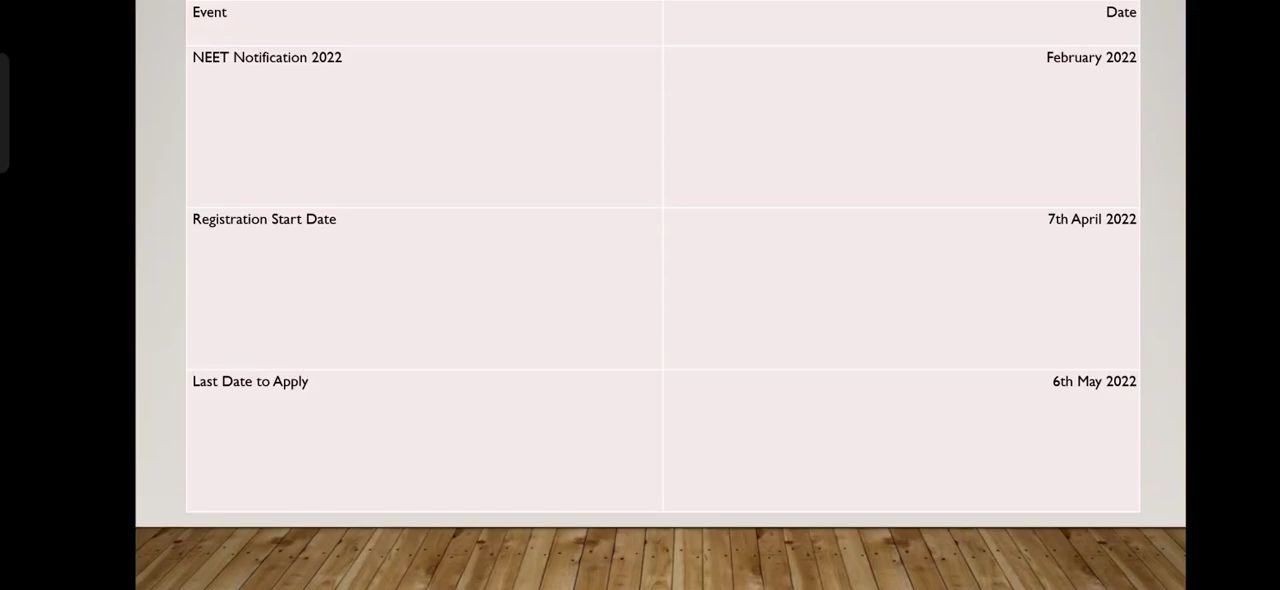 Event Date
NEET Notification 2022 February 2022
Registration Start Date 7th April 2022
Last Date to Apply 6th May 2022